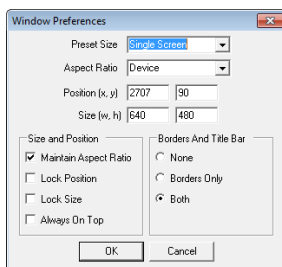 Window Preferences
Preset Size Single Screen
Aspect Ratio Device
Position (x, y) 2707 90
Size (w, h) 640 480
Size and Position
Maintain Aspect Ratio
Lock Position
Lock Size
Always On Top
Borders And Title Bar
None
Borders Only
Both
OK Cancel